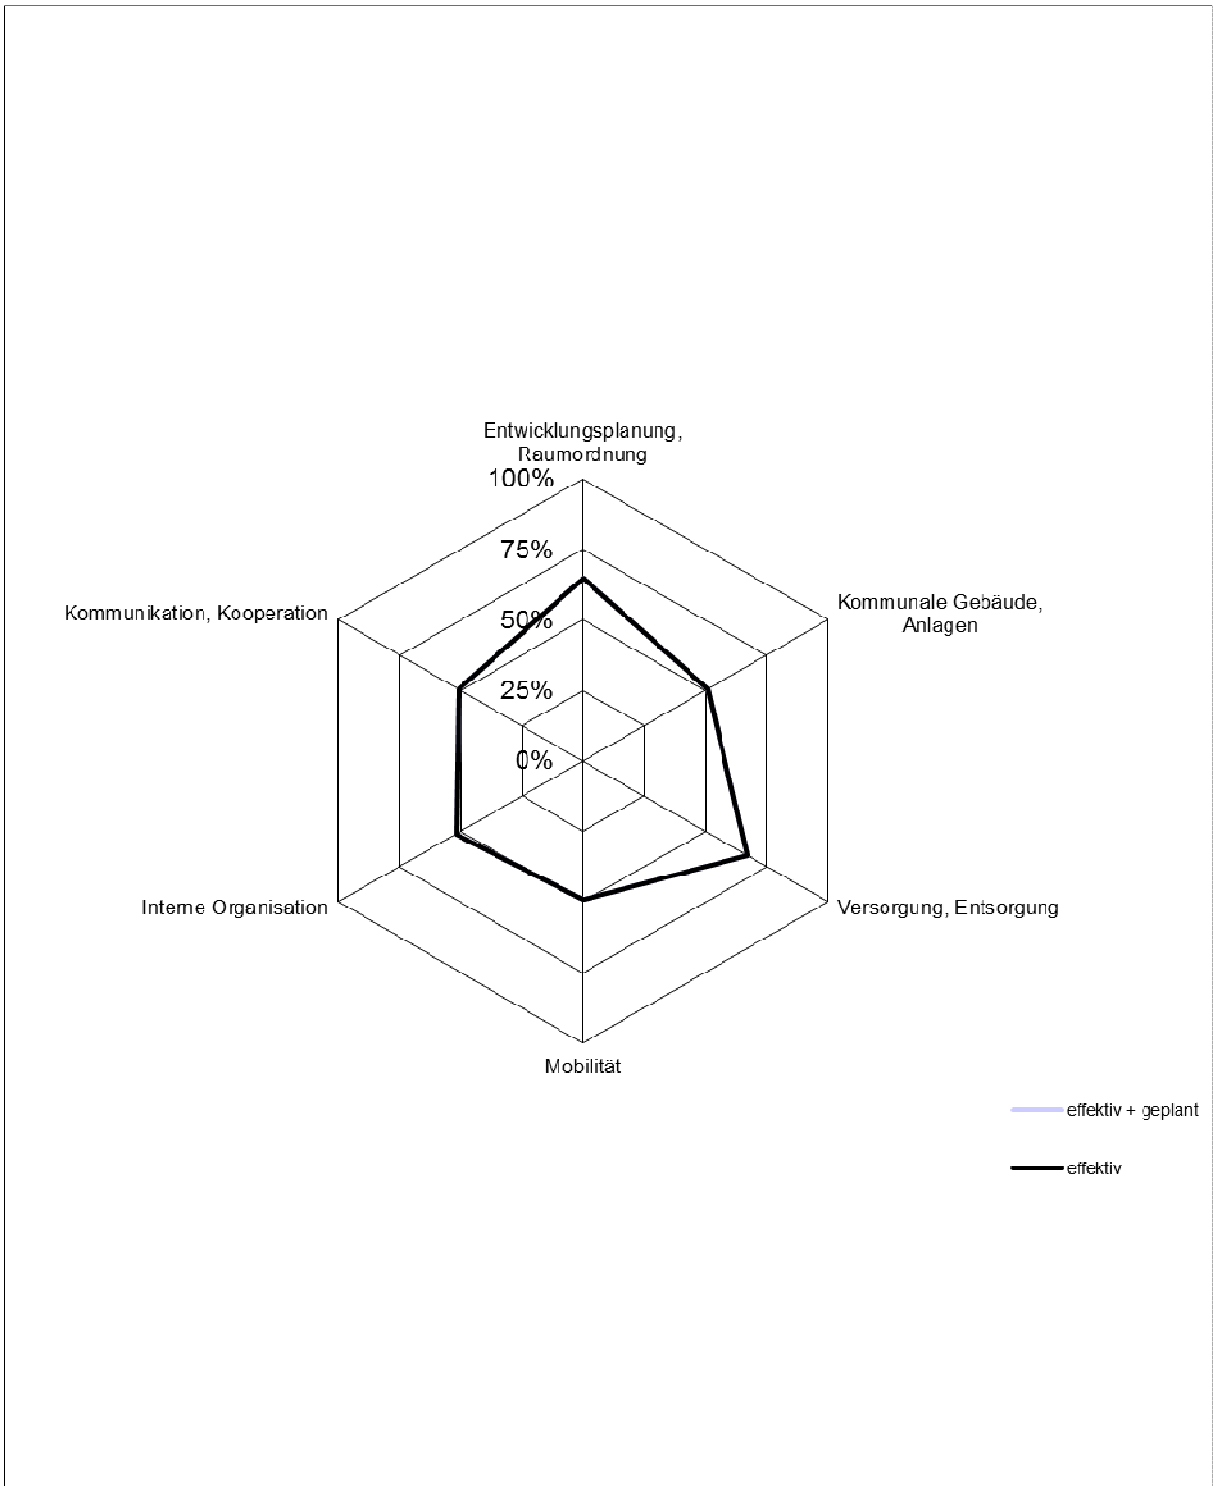 Entwicklungsplanung,
Raumordnung
100%
75%
50%
25%
0%
Kommunale Gebäude,
Anlagen
Versorgung, Entsorgung
Mobilität
Interne Organisation
Kommunikation, Kooperation
effektiv + geplant
effektiv